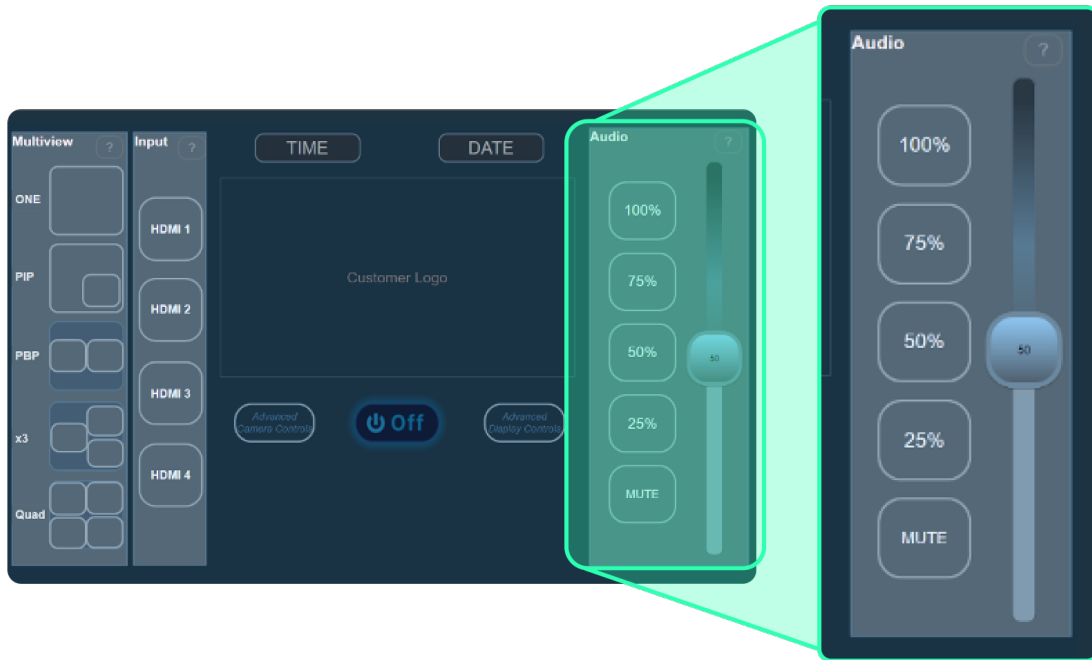 Multiview
?
ONE
PIP
PBP
x3
Quad
Input
?
HDMI 1
HDMI 2
HDMI 3
HDMI 4
TIME
DATE
Customer Logo
Advanced
Camera Controls
Off
Advanced
Display Controls
Audio
?
100%
75%
50%
25%
MUTE
50
Audio
?
100%
75%
50%
25%
MUTE
50